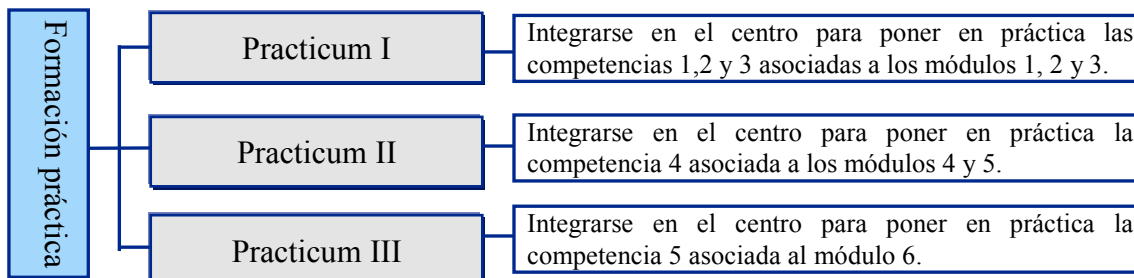 Formación práctica
Practicum I
Integrarse en el centro para poner en práctica las
competencias 1,2 y 3 asociadas a los módulos 1, 2 y 3.
Practicum II
Integrarse en el centro para poner en práctica la
competencia 4 asociada a los módulos 4 y 5.
Practicum III
Integrarse en el centro para poner en práctica la
competencia 5 asociada al módulo 6.